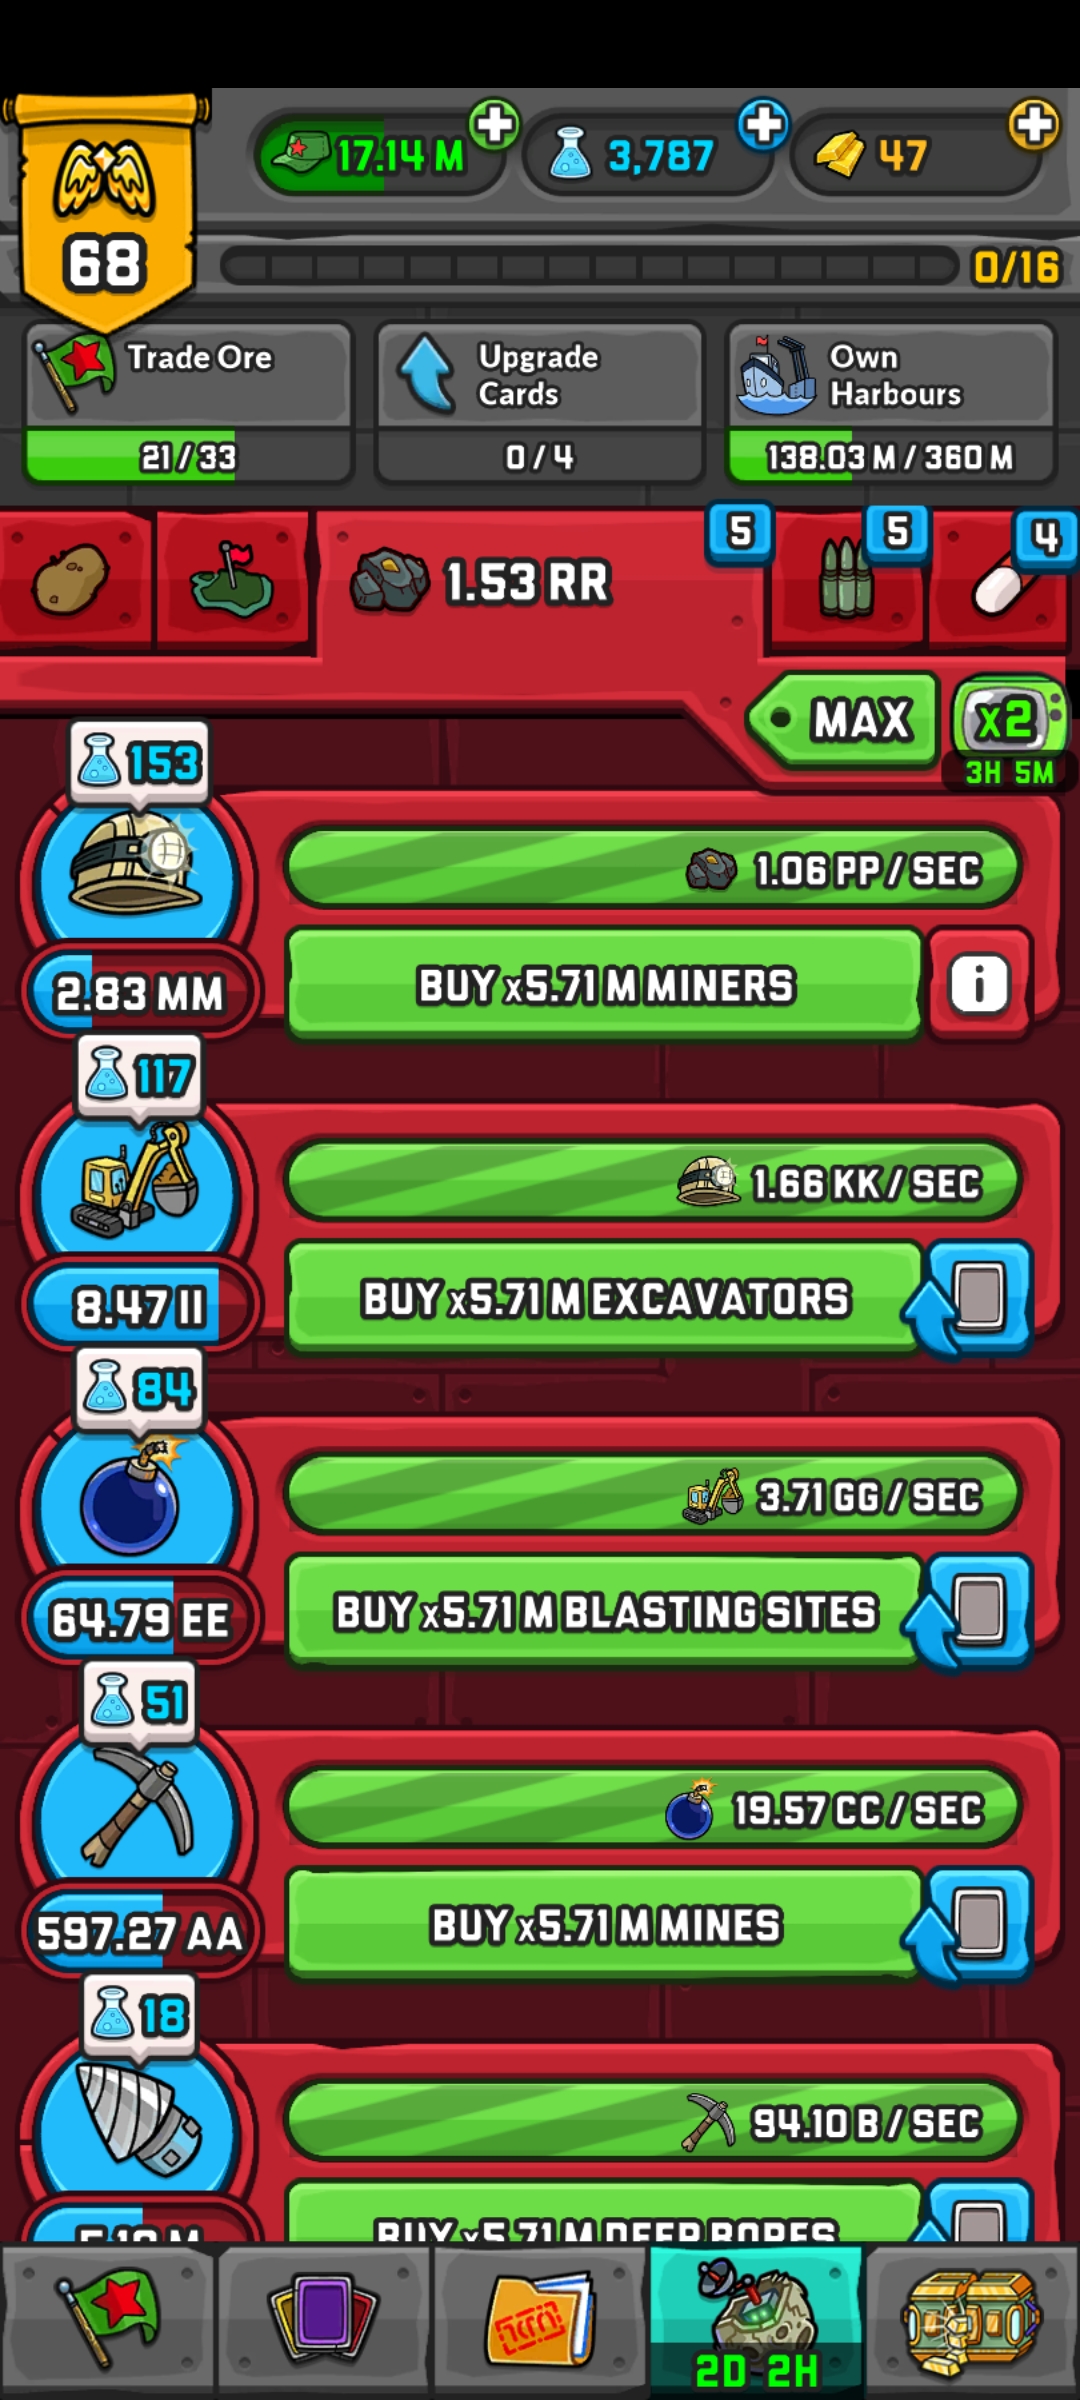 17.14 M
3,787
47
68
0/16
Trade Ore
21 / 33
Upgrade
Cards
0 / 4
Own
Harbours
138.03 M / 360 M
1.53 RR
5
5
4
MAX
x2
3H 5M
153
1.06 PP / SEC
2.83 MM
BUY x5.71 M MINERS
i
117
1.66 KK / SEC
8.47 II
BUY x5.71 M EXCAVATORS
84
3.71 GG / SEC
64.79 EE
BUY x5.71 M BLASTING SITES
51
19.57 CC / SEC
597.27 AA
BUY x5.71 M MINES
18
94.10 B / SEC
BUY x5.71 M DEEP BORES
2D 2H